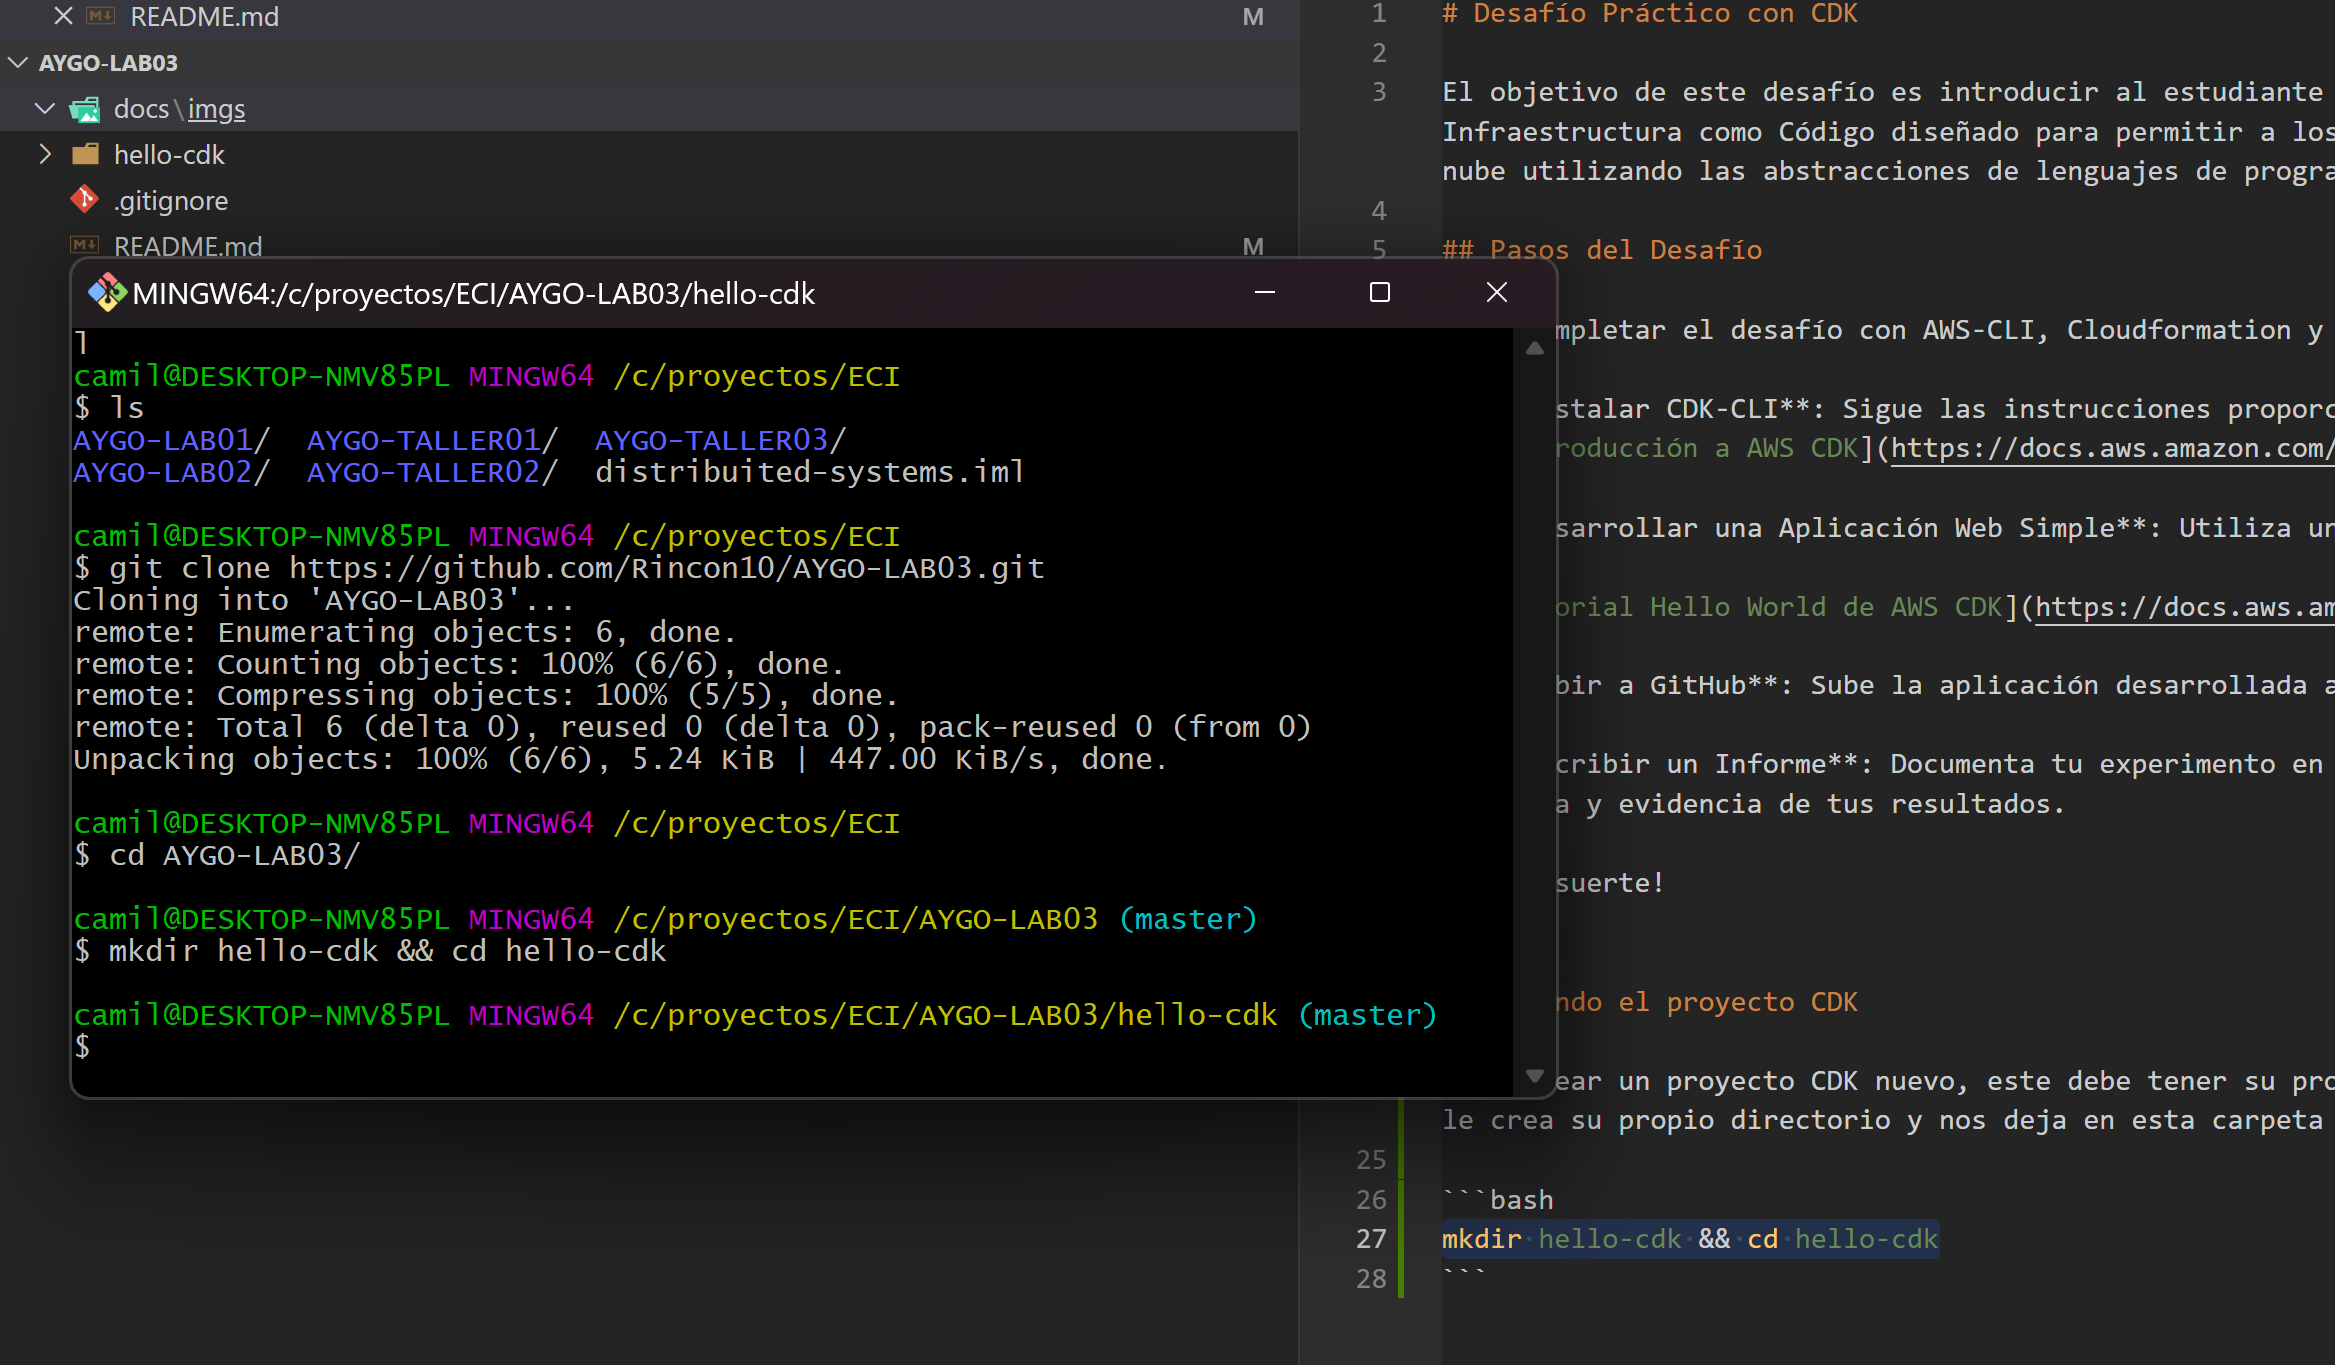 README.md M
AYGO-LAB03
docs\imgs
hello-cdk
.gitignore
README.md M
MINGW64:/c/proyectos/ECI/AYGO-LAB03/hello-cdk
l
camil@DESKTOP-NMV85PL MINGW64 /c/proyectos/ECI
$ ls
AYGO-LAB01/ AYGO-TALLER01/ AYGO-TALLER03/
AYGO-LAB02/ AYGO-TALLER02/ distribuited-systems.iml
camil@DESKTOP-NMV85PL MINGW64 /c/proyectos/ECI
$ git clone https://github.com/Rincon10/AYGO-LAB03.git
Cloning into 'AYGO-LAB03'...
remote: Enumerating objects: 6, done.
remote: Counting objects: 100% (6/6), done.
remote: Compressing objects: 100% (5/5), done.
remote: Total 6 (delta 0), reused 0 (delta 0), pack-reused 0 (from 0)
Unpacking objects: 100% (6/6), 5.24 KiB | 447.00 KiB/s, done.
camil@DESKTOP-NMV85PL MINGW64 /c/proyectos/ECI
$ cd AYGO-LAB03/
camil@DESKTOP-NMV85PL MINGW64 /c/proyectos/ECI/AYGO-LAB03 (master)
$ mkdir hello-cdk && cd hello-cdk
camil@DESKTOP-NMV85PL MINGW64 /c/proyectos/ECI/AYGO-LAB03/hello-cdk (master)
$
1 # Desafío Práctico con CDK
2
3 El objetivo de este desafío es introducir al estudiante
Infraestructura como Código diseñado para permitir a los
nube utilizando las abstracciones de lenguajes de progra
4
5 ## Pasos del Desafío
mpletar el desafío con AWS-CLI, Cloudformation y
stalar CDK-CLI**: Sigue las instrucciones proporc
roducción a AWS CDK](https://docs.aws.amazon.com/
sarrollar una Aplicación Web Simple**: Utiliza un
orial Hello World de AWS CDK](https://docs.aws.am
bir a GitHub**: Sube la aplicación desarrollada a
cribir un Informe**: Documenta tu experimento en
a y evidencia de tus resultados.
suerte!
ndo el proyecto CDK
ear un proyecto CDK nuevo, este debe tener su pro
le crea su propio directorio y nos deja en esta carpeta
25
26 ```bash
27 mkdir hello-cdk && cd hello-cdk
28 ```